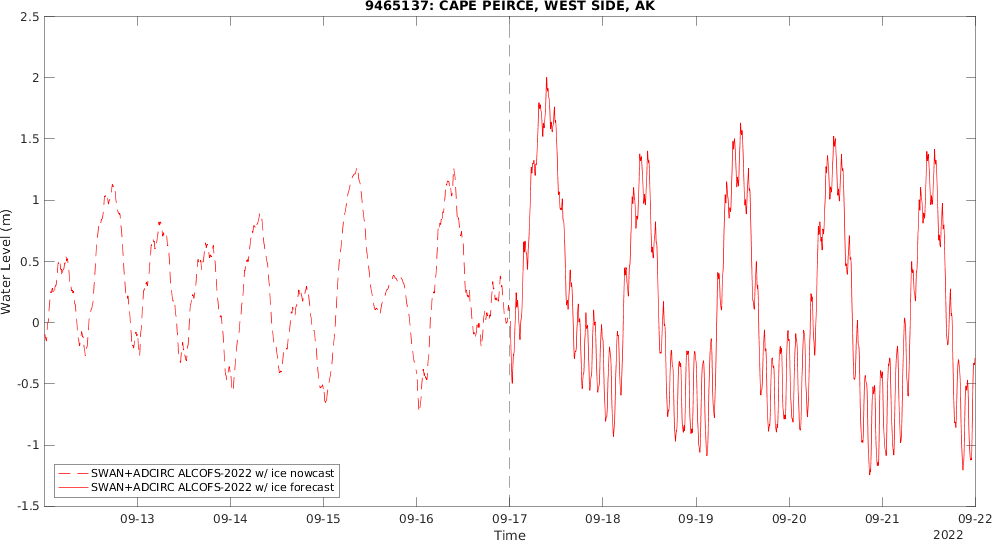 9465137: CAPE PEIRCE, WEST SIDE, AK
2.5
2
1.5
1
0.5
0
-0.5
-1
-1.5
Water Level (m)
SWAN+ADCIRC ALCOFS-2022 w/ ice nowcast
SWAN+ADCIRC ALCOFS-2022 w/ ice forecast
09-13 09-14 09-15 09-16 09-17 09-18 09-19 09-20 09-21 09-22
Time
2022